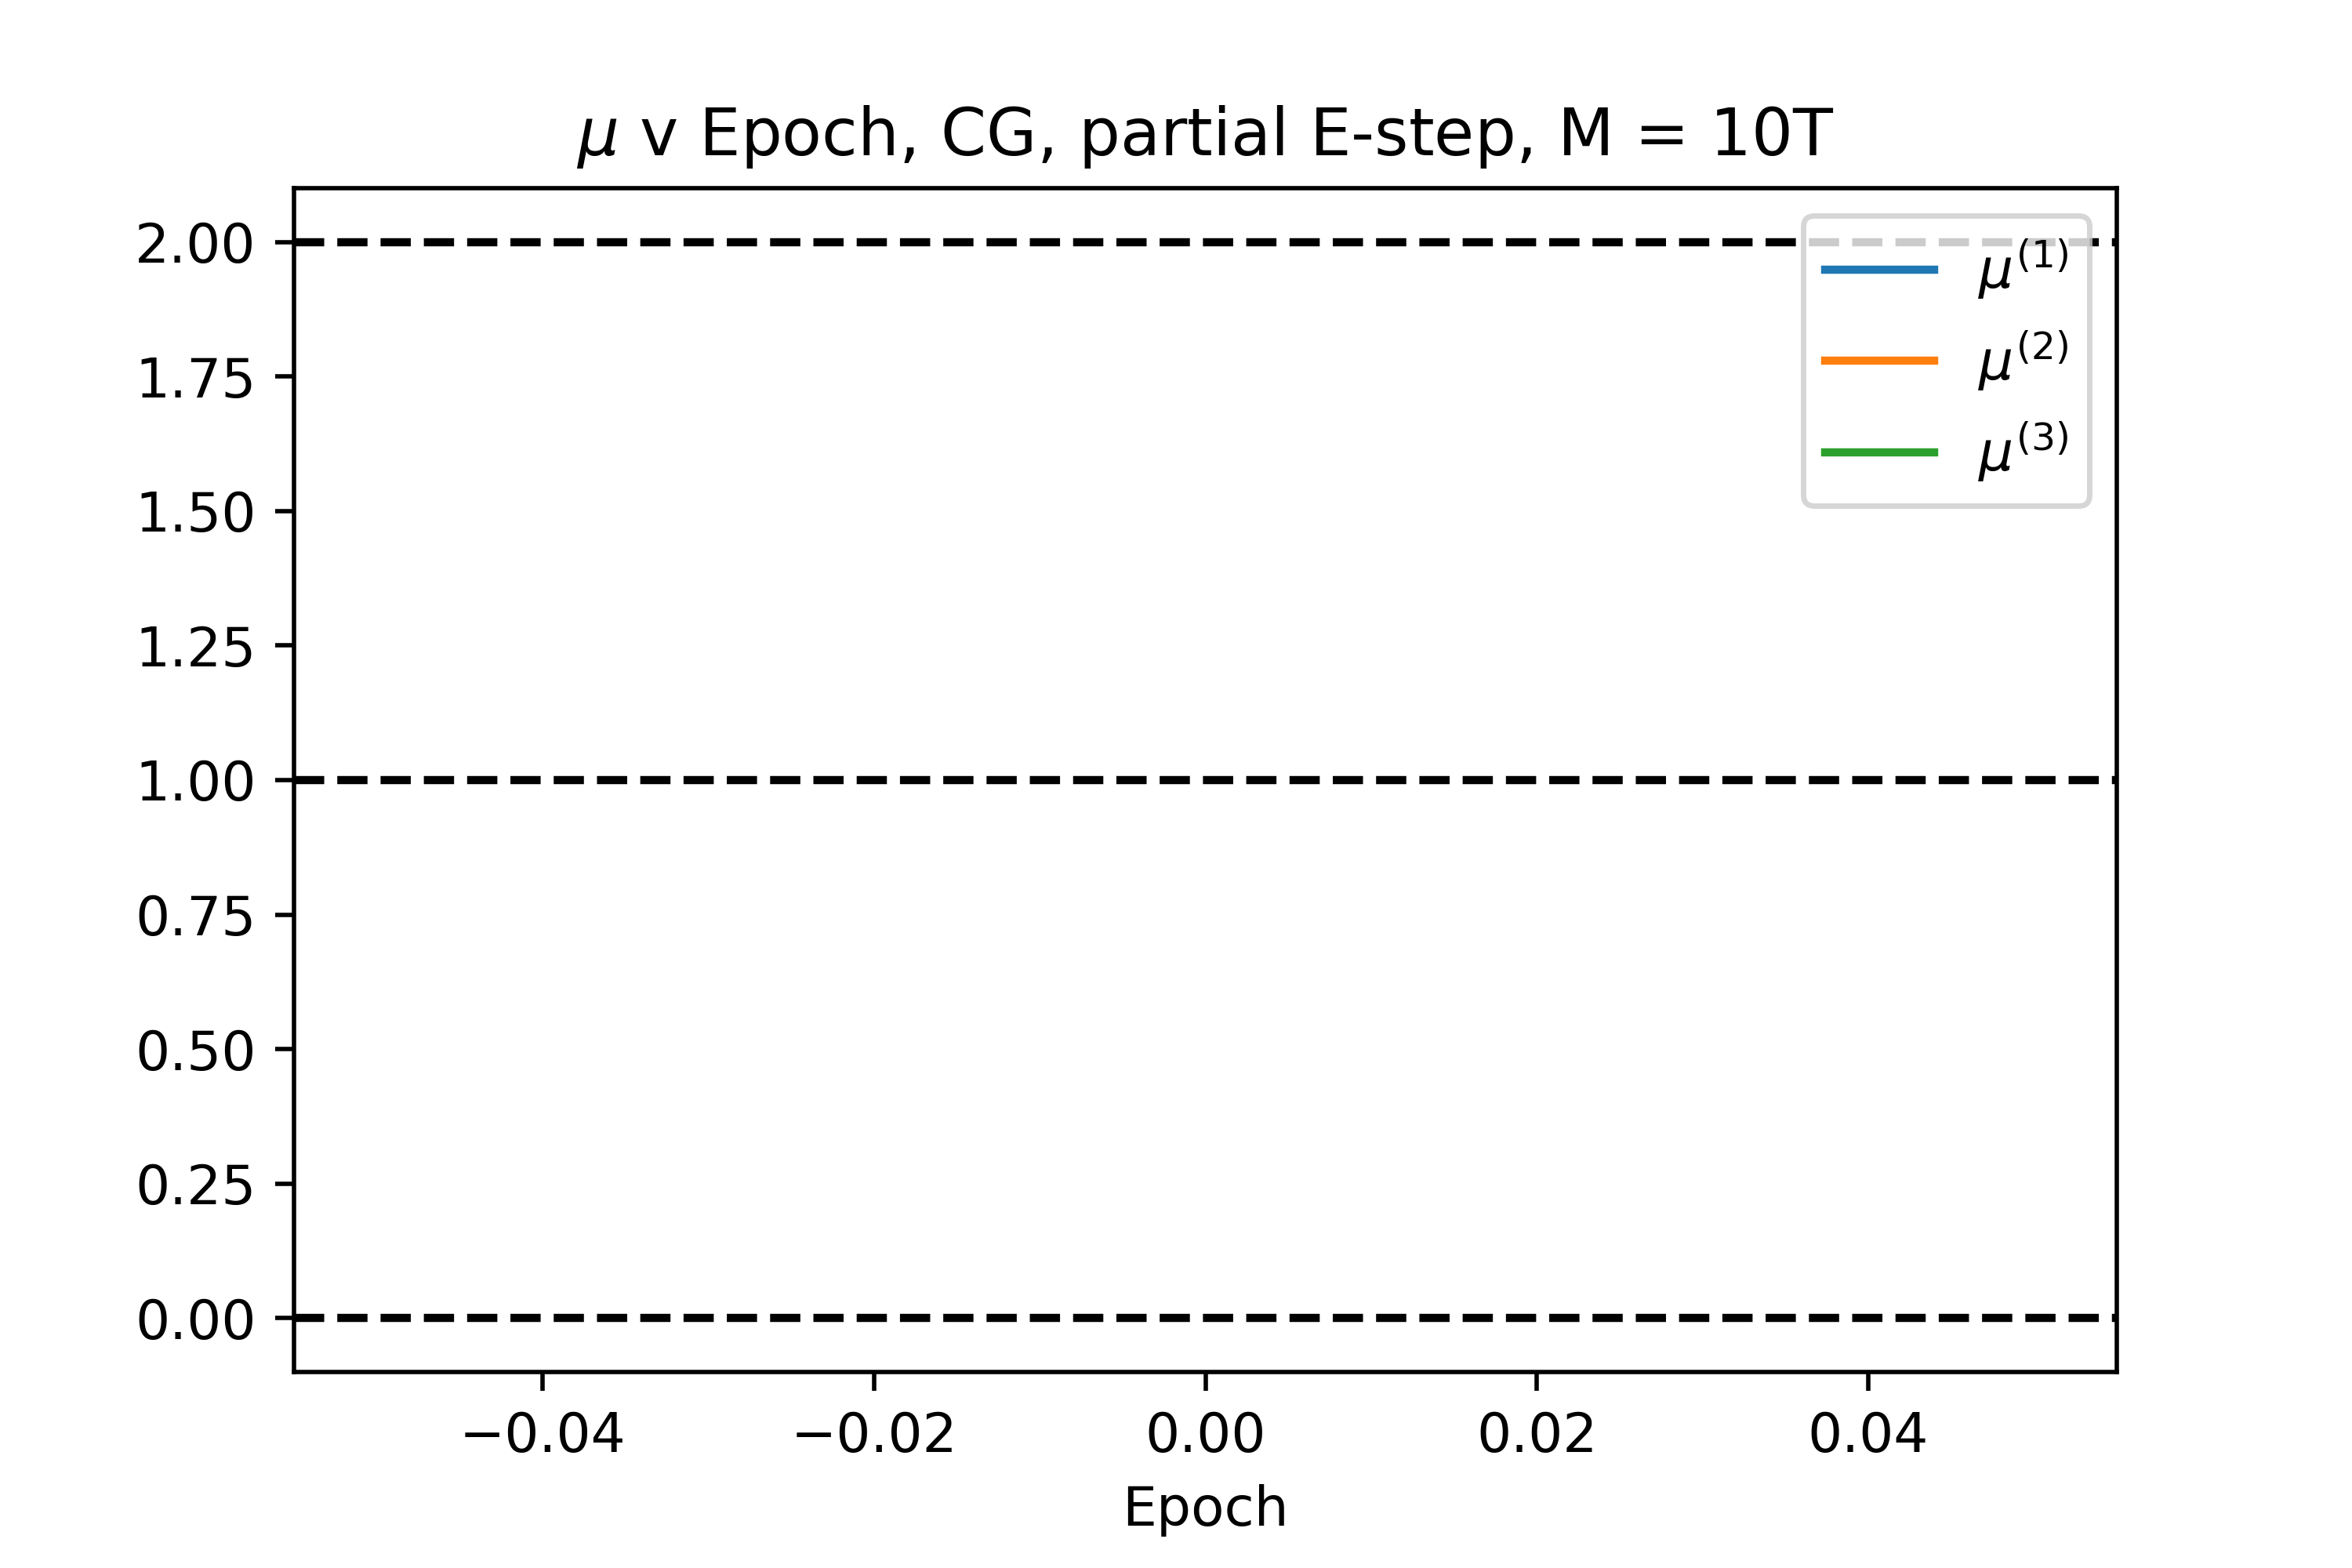 μ v Epoch, CG, partial E-step, M = 10T
2.00
1.75
1.50
1.25
1.00
0.75
0.50
0.25
0.00
μ⁽¹⁾
μ⁽²⁾
μ⁽³⁾
−0.04 −0.02 0.00 0.02 0.04
Epoch